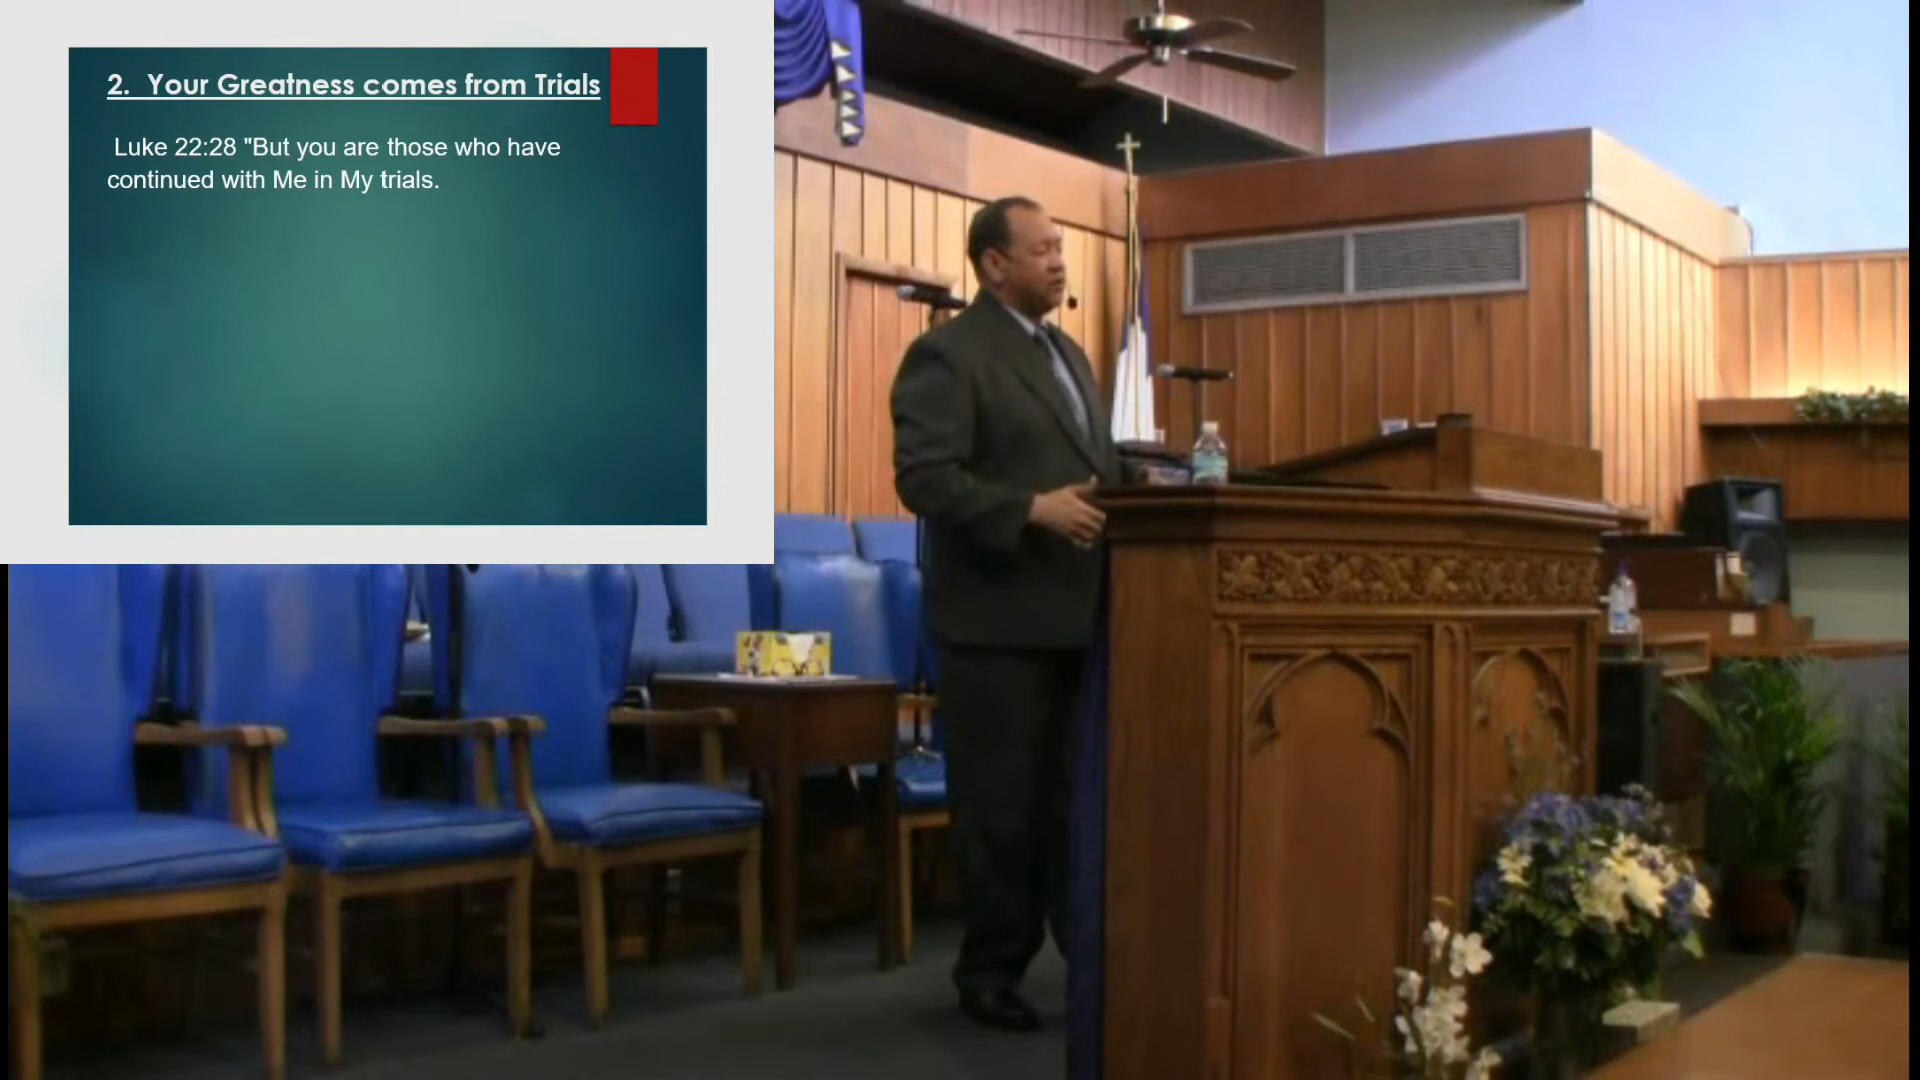 2. Your Greatness comes from Trials
Luke 22:28 "But you are those who have
continued with Me in My trials.